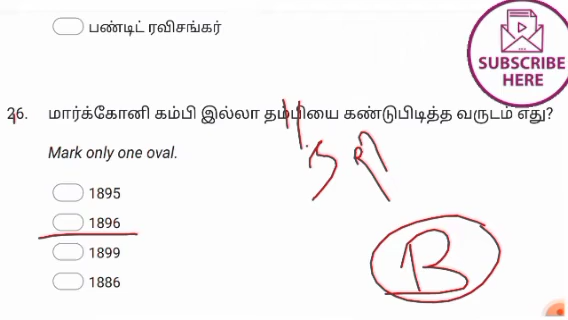 பண்டிட் ரவிசங்கர்
SUBSCRIBE
HERE
26. மார்க்கோனி கம்பி இல்லா தம்பியை கண்டுபிடித்த வருடம் எது?
Mark only one oval.
1895
1896
1899
1886
B